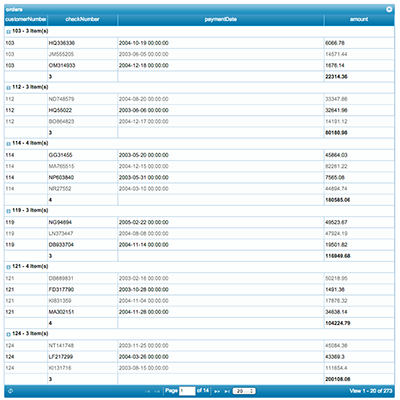 orders
customerNumber checkNumber paymentDate amount
103 - 3 Item(s)
103 HQ336336 2004-10-19 00:00:00 6066.78
103 JM555205 2003-06-05 00:00:00 14571.44
103 OM314933 2004-12-18 00:00:00 1676.14
3 22314.36
112 - 3 Item(s)
112 ND748579 2004-08-20 00:00:00 33347.88
112 HQ55022 2003-06-06 00:00:00 32641.98
112 BO864823 2004-12-17 00:00:00 14191.12
3 80180.98
114 - 4 Item(s)
114 GG31455 2003-05-20 00:00:00 45864.03
114 MA765515 2004-12-15 00:00:00 82261.22
114 NP603840 2003-05-31 00:00:00 7565.08
114 NR27552 2004-03-10 00:00:00 44894.74
4 180585.06
119 - 3 Item(s)
119 NG94694 2005-02-22 00:00:00 49523.67
119 LN373447 2004-08-08 00:00:00 47924.19
119 DB933704 2004-11-14 00:00:00 19501.82
3 116949.68
121 - 4 Item(s)
121 DB889831 2003-02-16 00:00:00 50218.95
121 FD317790 2003-10-28 00:00:00 1491.38
121 KI831359 2004-11-04 00:00:00 17876.32
121 MA302151 2004-11-28 00:00:00 34638.14
4 104224.79
124 - 3 Item(s)
124 NT141748 2003-11-25 00:00:00 45084.38
124 LF217299 2004-03-26 00:00:00 43369.3
124 KI131716 2003-08-15 00:00:00 111654.4
3 200108.08
Page 1 of 14 20 View 1 - 20 of 273